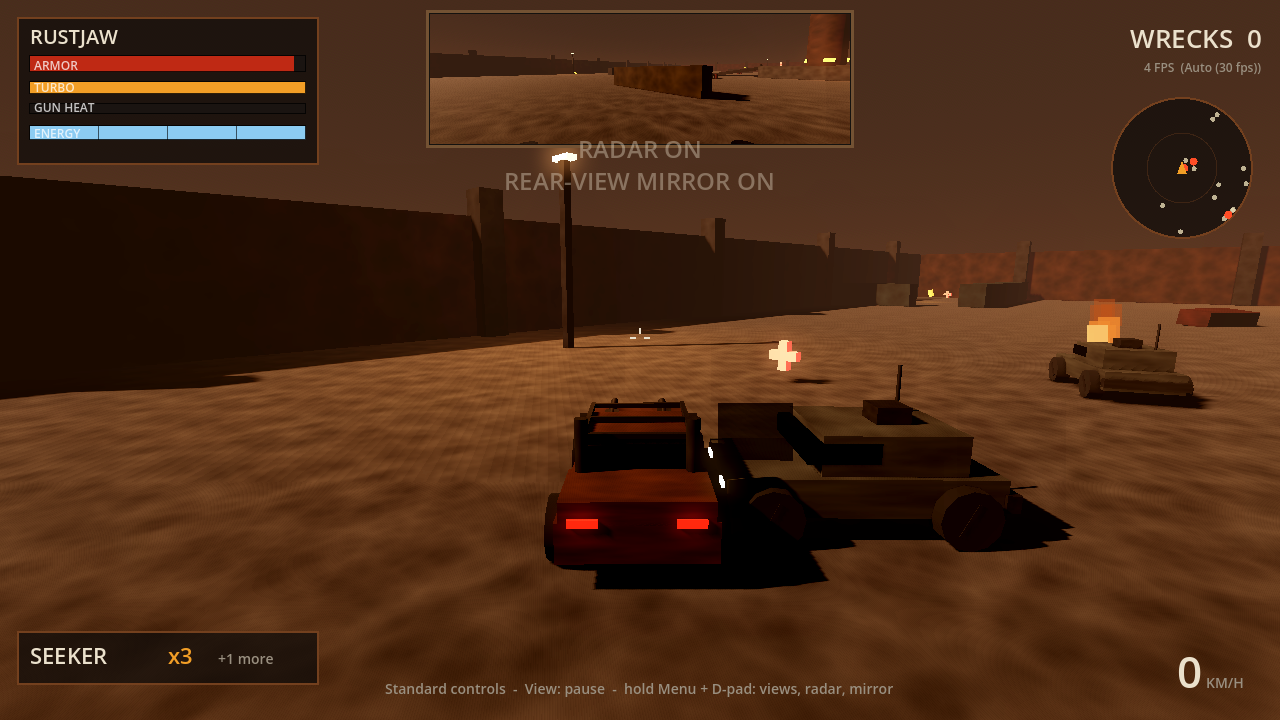 RUSTJAW
ARMOR
TURBO
GUN HEAT
ENERGY
RADAR ON
REAR-VIEW MIRROR ON
WRECKS 0
4 FPS (Auto (30 fps))
SEEKER x3 +1 more
Standard controls - View: pause - hold Menu + D-pad: views, radar, mirror
0 KM/H